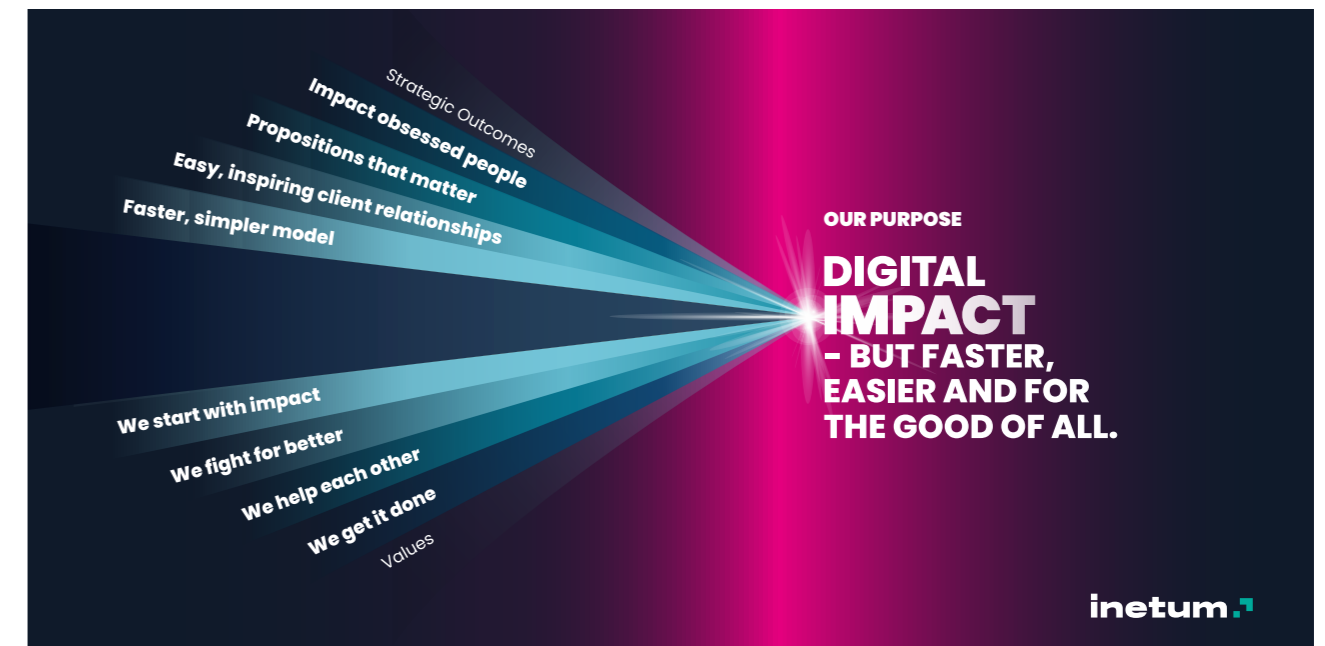 Strategic Outcomes
Impact obsessed people
Propositions that matter
Easy, inspiring client relationships
Faster, simpler model
We start with impact
We fight for better
We help each other
We get it done
Values
OUR PURPOSE
DIGITAL
IMPACT
- BUT FASTER,
EASIER AND FOR
THE GOOD OF ALL.
inetum